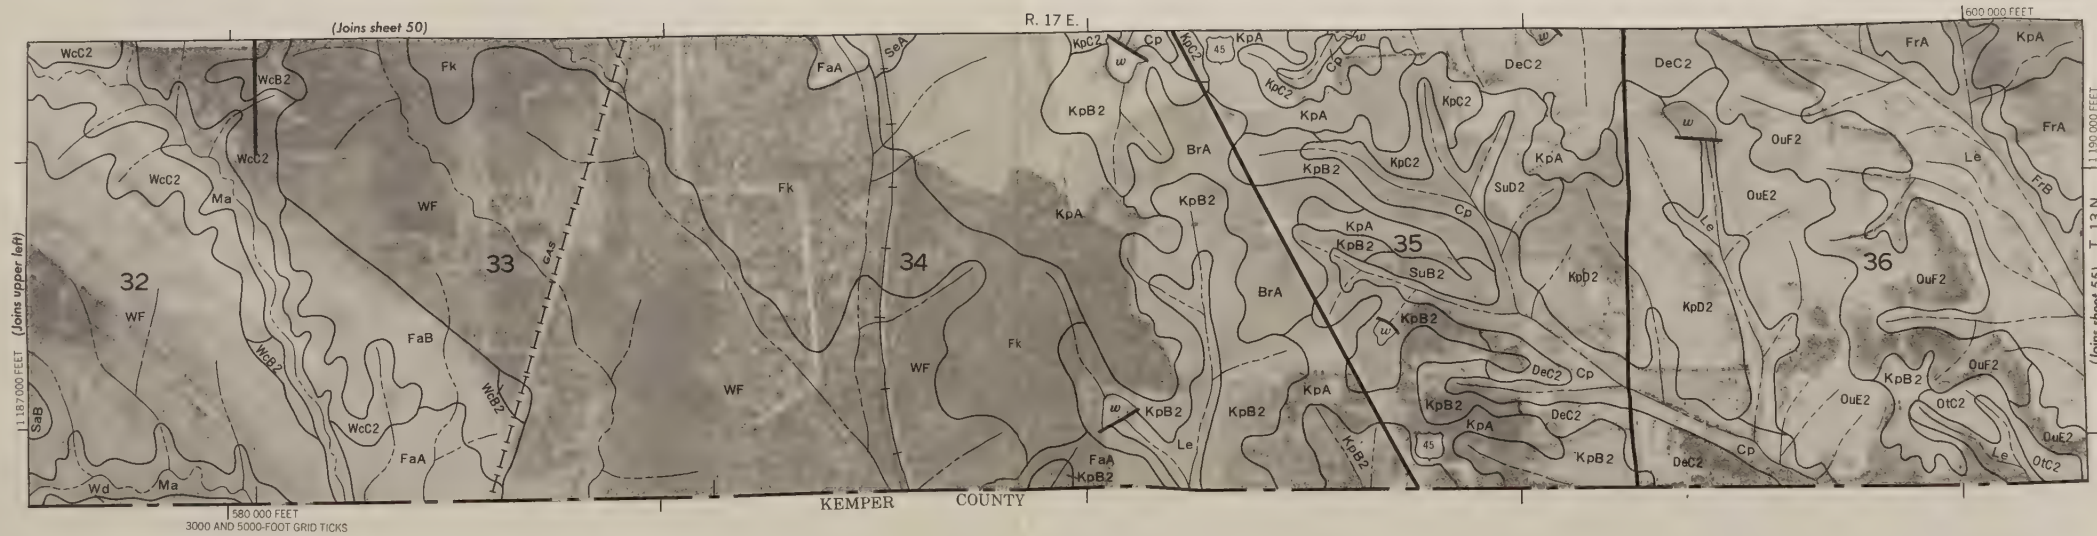 (Joins sheet 50)
R. 17 E.
600 000 FEET
WcC2
WcB2
Fk
FaA
SeA
KpC2
Cp
KpC2
45
KpA
w
Cp
KpC2
w
DeC2
DeC2
FrA
KpA
w
KpB2
KpA
KpC2
w
OuF2
FrA
WcC2
WcC2
Ma
WF
Fk
KpA
BrA
KpB2
KpB2
KpC2
KpA
SuD2
Cp
Le
OuE2
Le
FrB
32
33
34
35
36
WF
GAS
KpA
KpB2
SuB2
KpD2
KpD2
OuF2
BrA
FaB
WcB2
WcB2
WF
WF
Fk
w
KpB2
KpB2
KpA
w
KpB2
DeC2
Cp
KpB2
DeC2
KpA
OuE2
KpB2
OuF2
OtC2
SaB
WcC2
FaA
Wd
Ma
Le
FaA
KpB2
KpB2
45
KpB2
DeC2
Cp
Le
OuE2
OtC2
KEMPER COUNTY
580 000 FEET
3000 AND 5000-FOOT GRID TICKS
(Joins upper left)
1 187 000 FEET
1 190 000 FEET